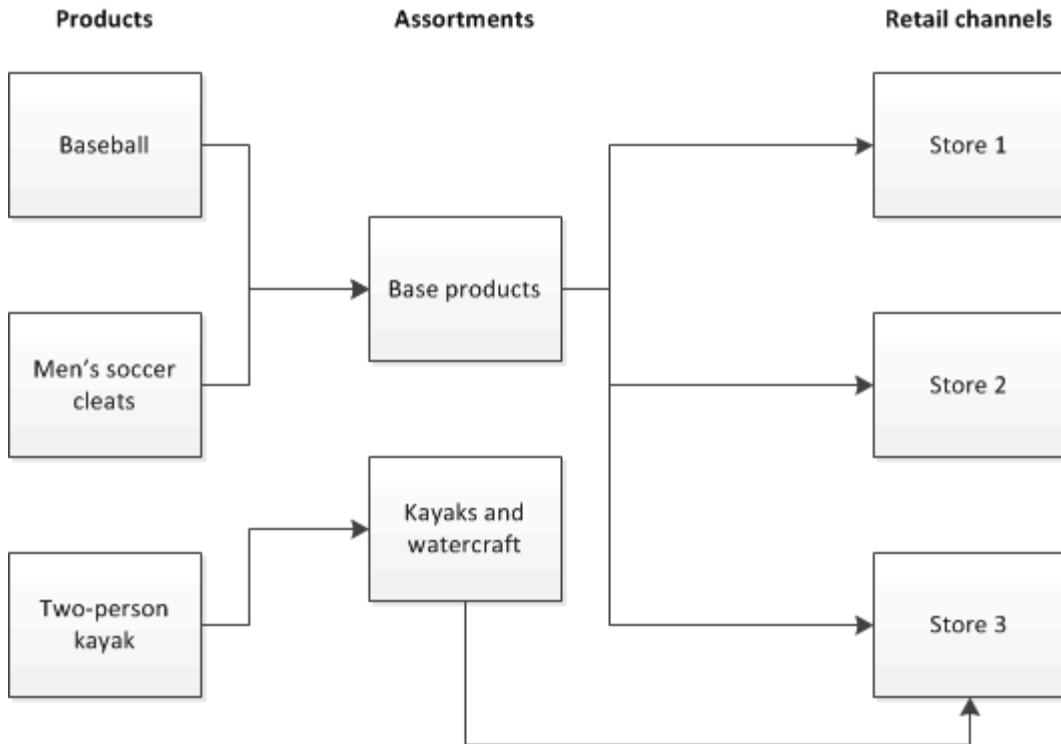 Products
Assortments
Retail channels
Baseball
Store 1
Base products
Men's soccer
cleats
Store 2
Kayaks and
watercraft
Two-person
kayak
Store 3